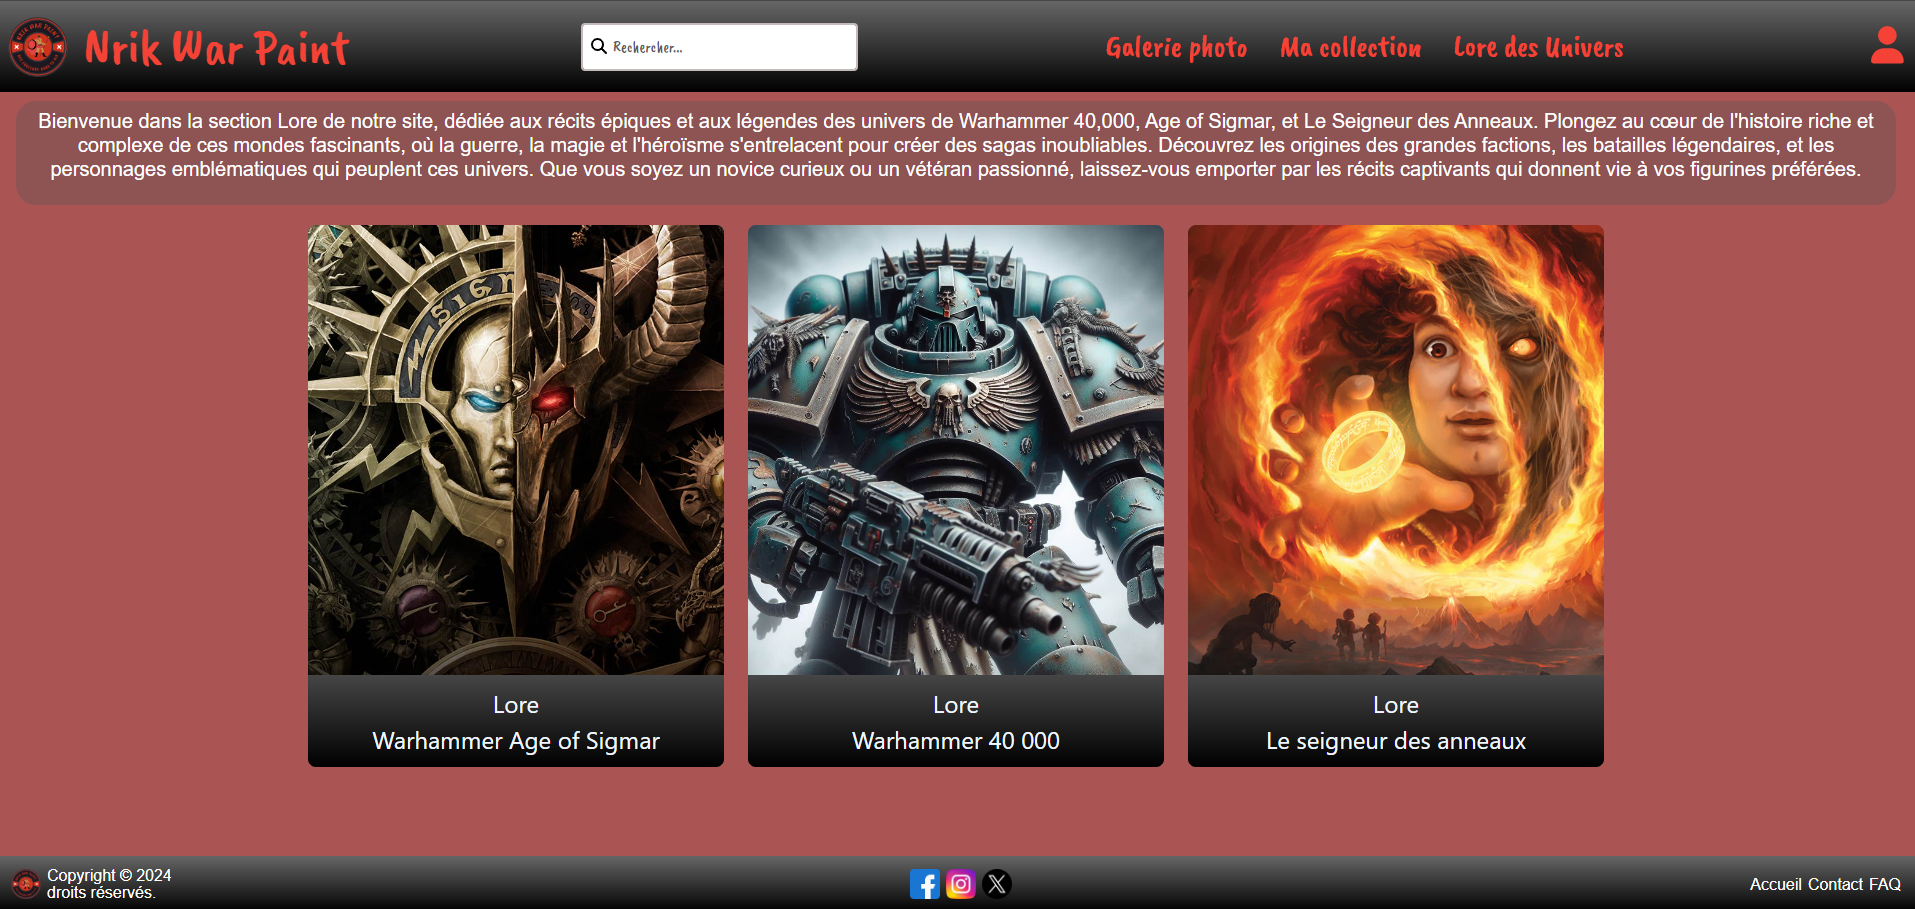 Nrik War Paint
Rechercher...
Galerie photo
Ma collection
Lore des Univers
Bienvenue dans la section Lore de notre site, dédiée aux récits épiques et aux légendes des univers de Warhammer 40,000, Age of Sigmar, et Le Seigneur des Anneaux. Plongez au cœur de l'histoire riche et
complexe de ces mondes fascinants, où la guerre, la magie et l'héroïsme s'entrelacent pour créer des sagas inoubliables. Découvrez les origines des grandes factions, les batailles légendaires, et les
personnages emblématiques qui peuplent ces univers. Que vous soyez un novice curieux ou un vétéran passionné, laissez-vous emporter par les récits captivants qui donnent vie à vos figurines préférées.
Lore
Warhammer Age of Sigmar
Lore
Warhammer 40 000
Lore
Le seigneur des anneaux
Copyright © 2024
droits réservés.
Accueil Contact FAQ